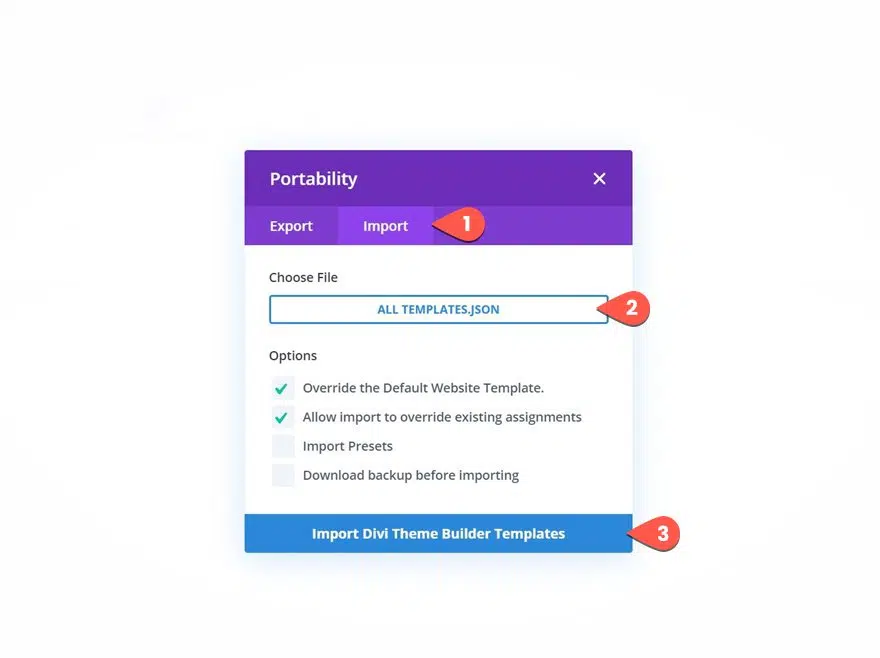 Portability
Export Import 1
Choose File
ALL TEMPLATES.JSON 2
Options
Override the Default Website Template.
Allow import to override existing assignments
Import Presets
Download backup before importing
Import Divi Theme Builder Templates 3